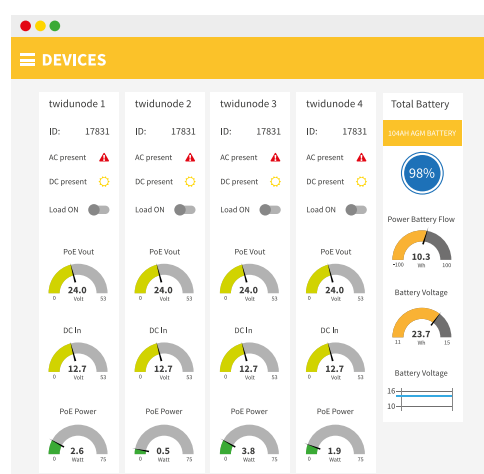 DEVICES
twidunode 1
ID: 17831
AC present
DC present
Load ON
PoE Vout
24.0
0 Volt 53
DC In
12.7
0 Volt 53
PoE Power
2.6
0 Watt 75
twidunode 2
ID: 17831
AC present
DC present
Load ON
PoE Vout
24.0
0 Volt 53
DC In
12.7
0 Volt 53
PoE Power
0.5
0 Watt 75
twidunode 3
ID: 17831
AC present
DC present
Load ON
PoE Vout
24.0
0 Volt 53
DC In
12.7
0 Volt 53
PoE Power
3.8
0 Watt 75
twidunode 4
ID: 17831
AC present
DC present
Load ON
PoE Vout
24.0
0 Volt 53
DC In
12.7
0 Volt 53
PoE Power
1.9
0 Watt 75
Total Battery
104AH AGM BATTERY
98%
Power Battery Flow
10.3
-100 Wh 100
Battery Voltage
23.7
11 Wh 15
Battery Voltage
16
10